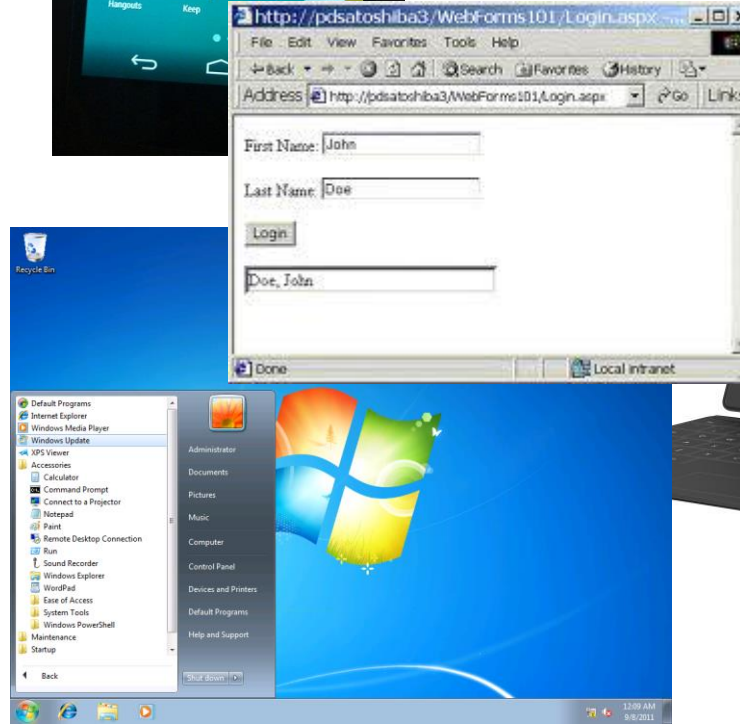 Hangouts
Keep
http://pdsatoshiba3/WebForms101/Login.aspx
File Edit View Favorites Tools Help
Back Search Favorites History
Address http://pdsatoshiba3/WebForms101/Login.aspx Go Links
First Name: John
Last Name: Doe
Login
Doe, John
Done
Local intranet
Recycle Bin
Default Programs
Internet Explorer
Windows Media Player
Windows Update
XPS Viewer
Accessories
Calculator
Command Prompt
Connect to a Projector
Notepad
Paint
Remote Desktop Connection
Run
Sound Recorder
Windows Explorer
WordPad
Ease of Access
System Tools
Windows PowerShell
Maintenance
Startup
Back
Administrator
Documents
Pictures
Music
Computer
Control Panel
Devices and Printers
Default Programs
Help and Support
Shut down
12:09 AM
9/8/2011